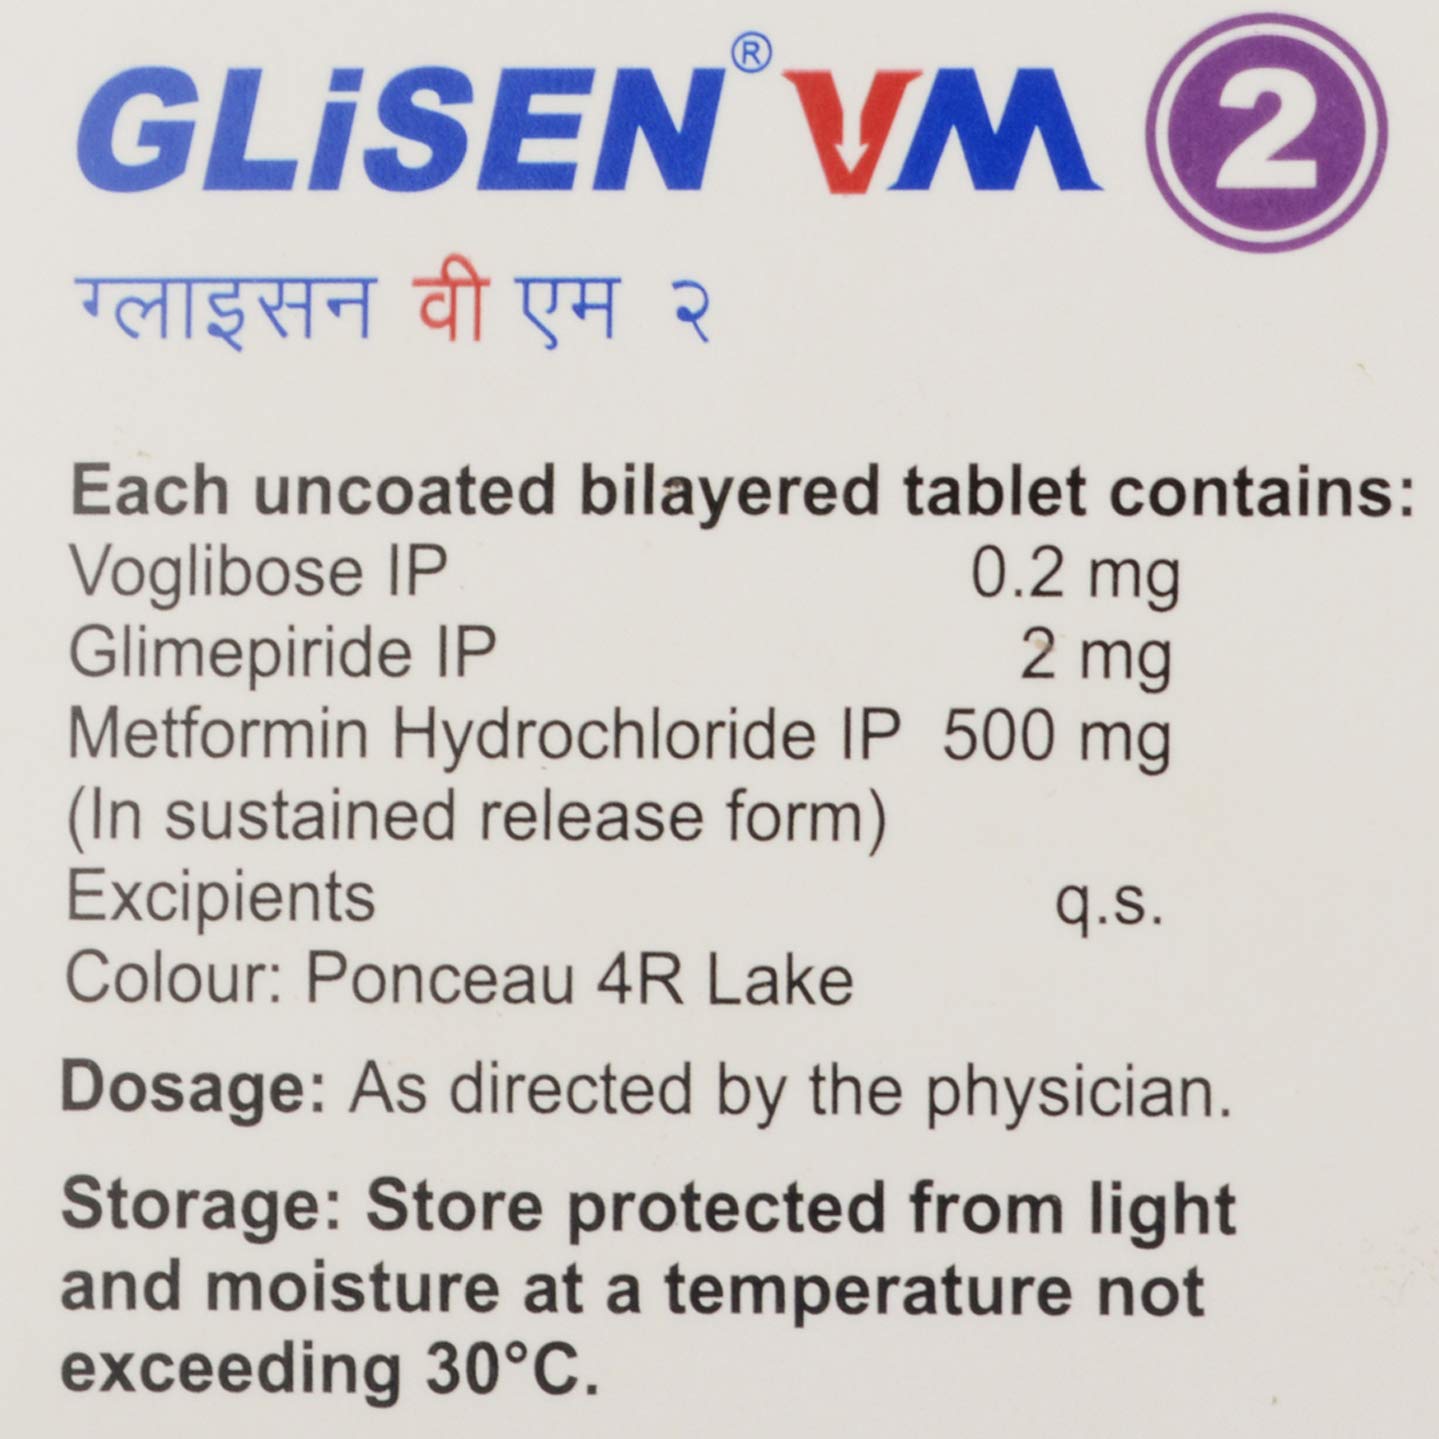 GLiSEN® VM 2
ग्लाइसन वी एम २
Each uncoated bilayered tablet contains:
Voglibose IP 0.2 mg
Glimepiride IP 2 mg
Metformin Hydrochloride IP 500 mg
(In sustained release form)
Excipients q.s.
Colour: Ponceau 4R Lake
Dosage: As directed by the physician.
Storage: Store protected from light
and moisture at a temperature not
exceeding 30°C.